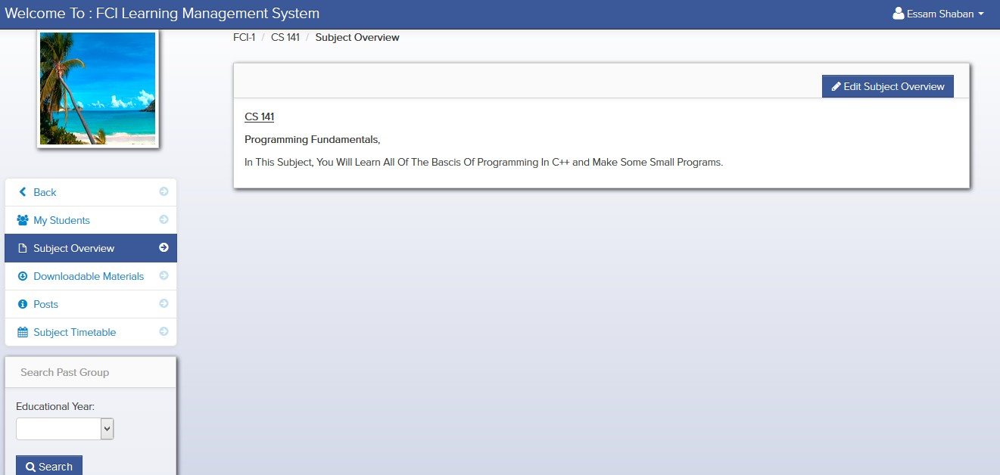 Welcome To : FCI Learning Management System
Essam Shaban
FCI-1 / CS 141 / Subject Overview
Edit Subject Overview
CS 141
Programming Fundamentals,
In This Subject, You Will Learn All Of The Bascis Of Programming In C++ and Make Some Small Programs.
Back
My Students
Subject Overview
Downloadable Materials
Posts
Subject Timetable
Search Past Group
Educational Year:
Search